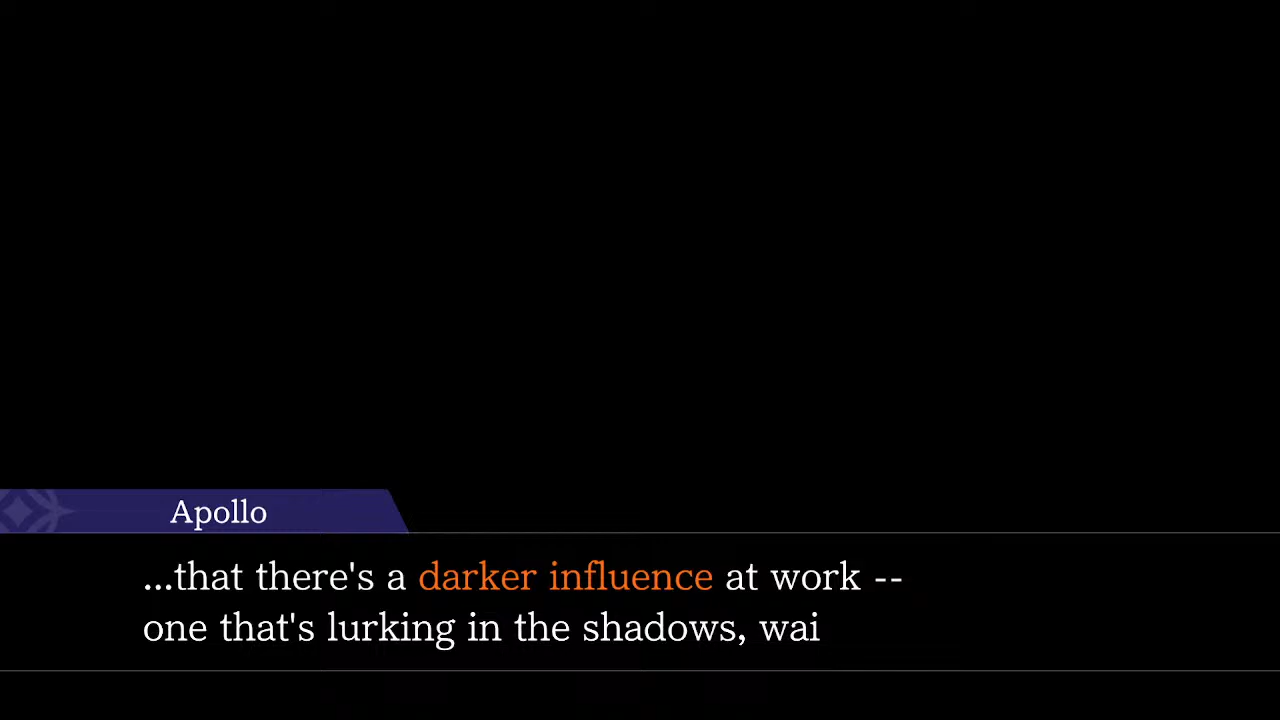 Apollo
...that there's a darker influence at work --
one that's lurking in the shadows, wai